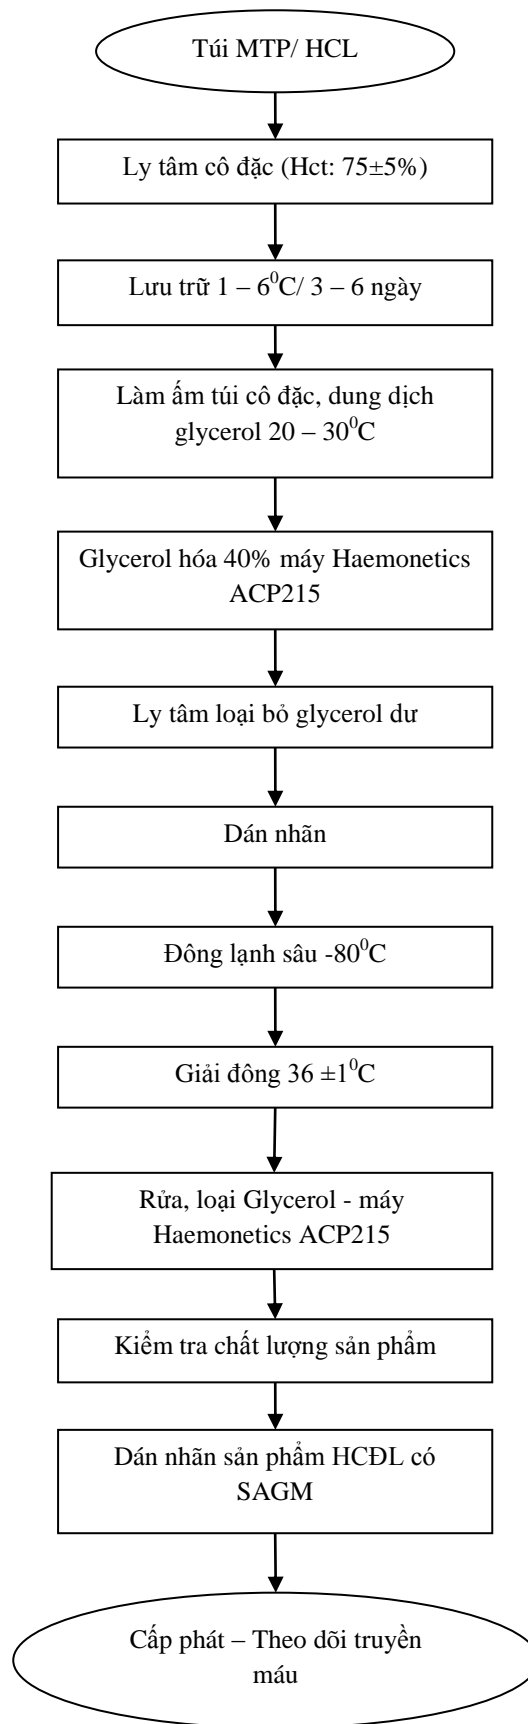 Túi MTP/ HCL
Ly tâm cô đặc (Hct: 75±5%)
Lưu trữ 1 – 6⁰C/ 3 – 6 ngày
Làm ấm túi cô đặc, dung dịch
glycerol 20 – 30⁰C
Glycerol hóa 40% máy Haemonetics
ACP215
Ly tâm loại bỏ glycerol dư
Dán nhãn
Đông lạnh sâu -80⁰C
Giải đông 36 ±1⁰C
Rửa, loại Glycerol - máy
Haemonetics ACP215
Kiểm tra chất lượng sản phẩm
Dán nhãn sản phẩm HCĐL có
SAGM
Cấp phát – Theo dõi truyền
máu